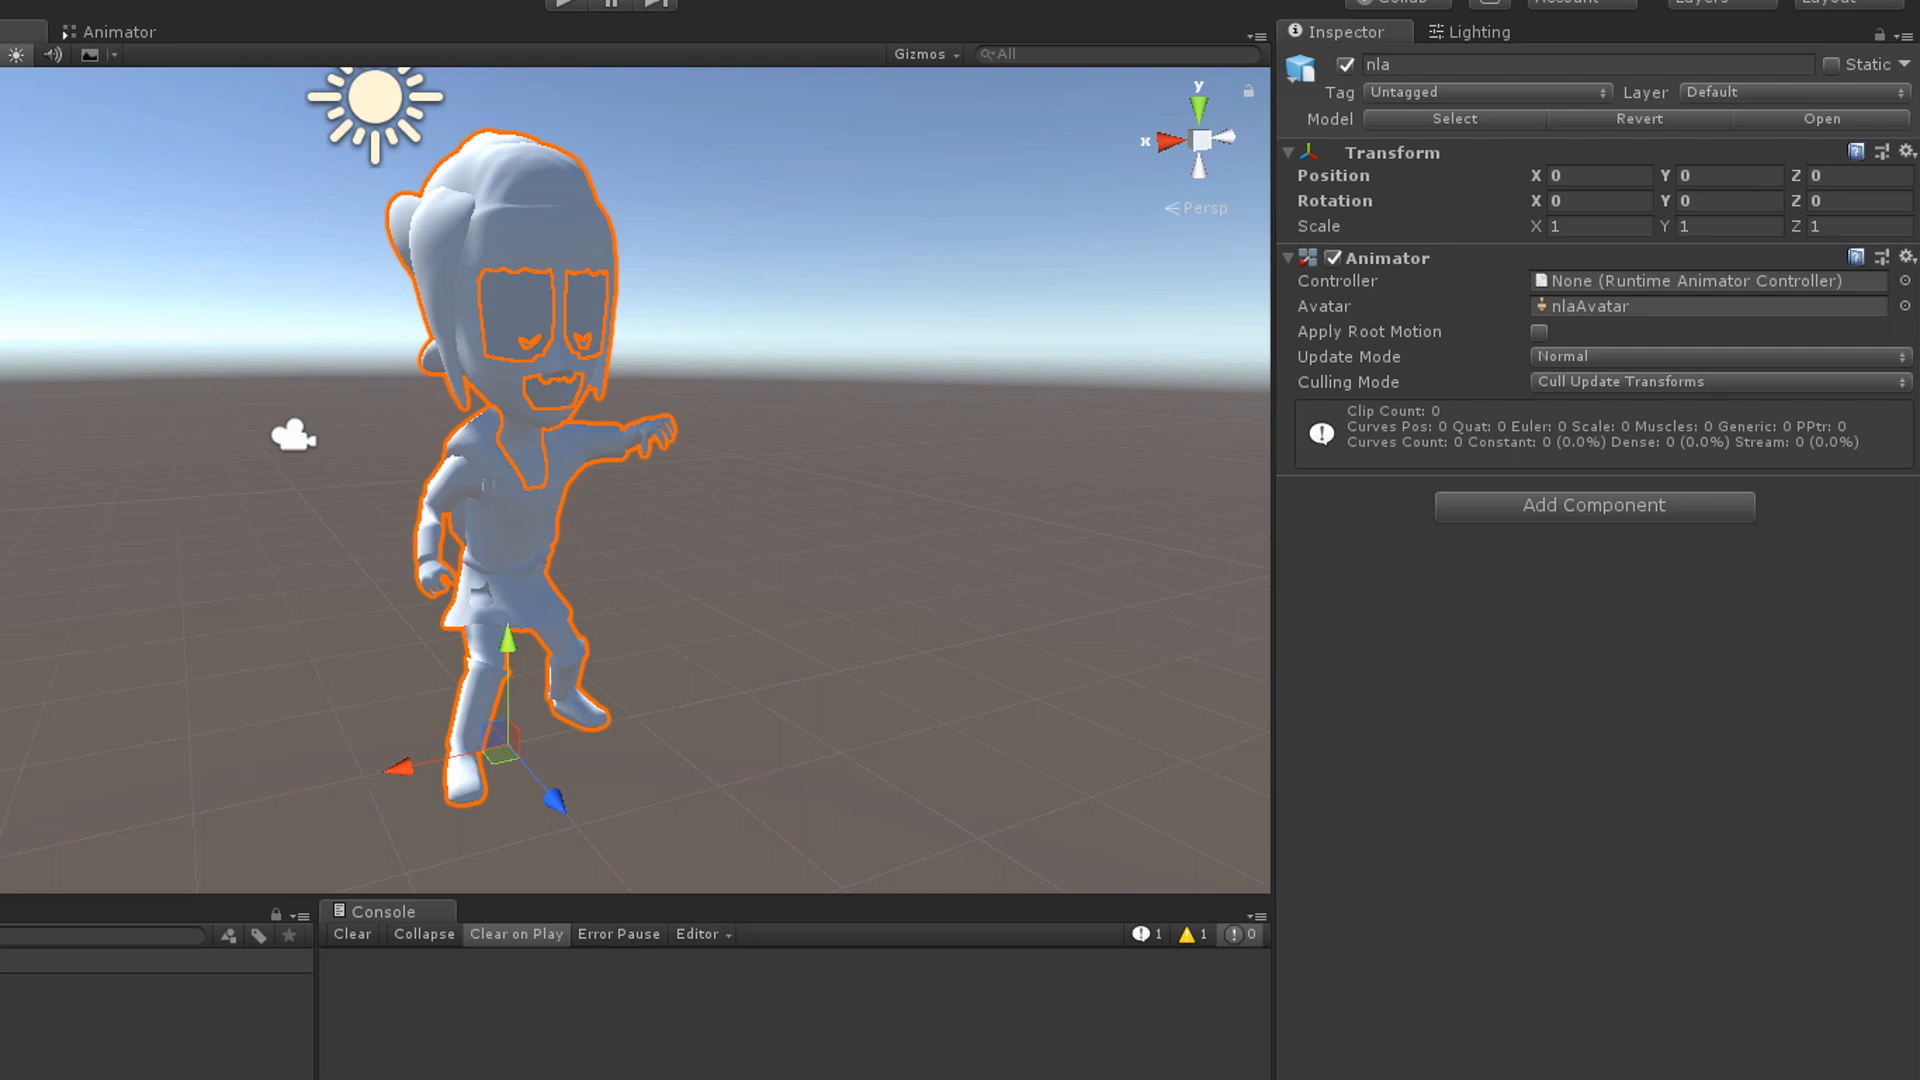 Collab
Account
Layers
Layout
Animator
Gizmos
All
y
x
Persp
Inspector
Lighting
nla
Static
Tag
Untagged
Layer
Default
Model
Select
Revert
Open
Transform
Position
X 0
Y 0
Z 0
Rotation
X 0
Y 0
Z 0
Scale
X 1
Y 1
Z 1
Animator
Controller
None (Runtime Animator Controller)
Avatar
nlaAvatar
Apply Root Motion
Update Mode
Normal
Culling Mode
Cull Update Transforms
Clip Count: 0
Curves Pos: 0 Quat: 0 Euler: 0 Scale: 0 Muscles: 0 Generic: 0 PPtr: 0
Curves Count: 0 Constant: 0 (0.0%) Dense: 0 (0.0%) Stream: 0 (0.0%)
Add Component
Console
Clear
Collapse
Clear on Play
Error Pause
Editor
1
1
0